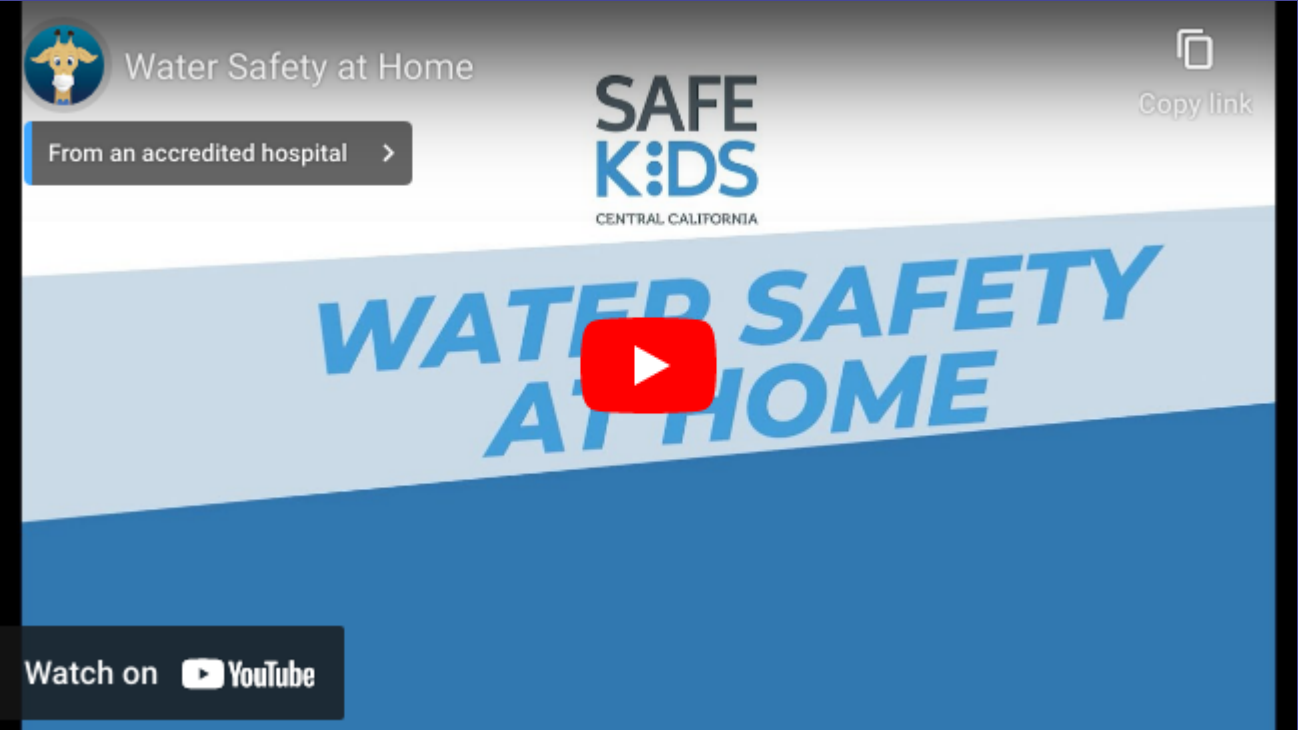 Water Safety at Home
Copy link
From an accredited hospital
SAFE
KIDS
CENTRAL CALIFORNIA
WATER SAFETY
AT HOME
Watch on YouTube